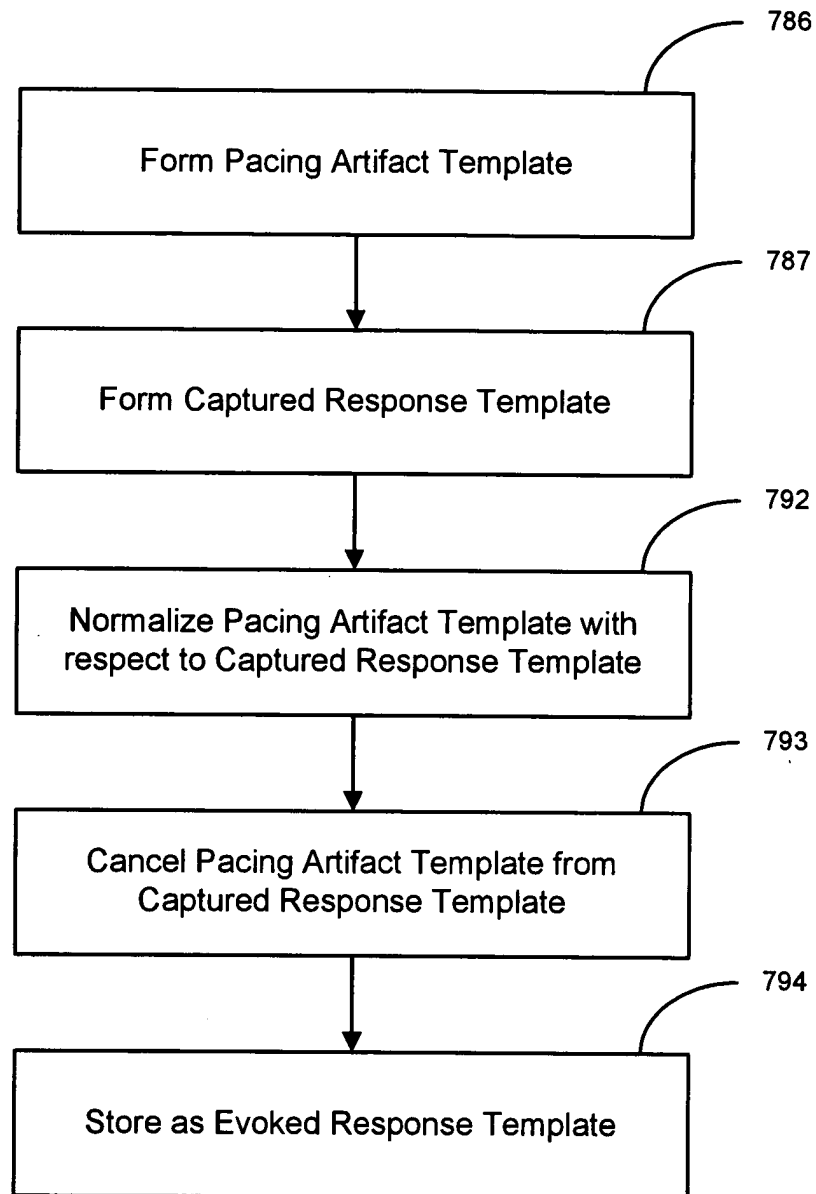 786
Form Pacing Artifact Template
787
Form Captured Response Template
792
Normalize Pacing Artifact Template with
respect to Captured Response Template
793
Cancel Pacing Artifact Template from
Captured Response Template
794
Store as Evoked Response Template